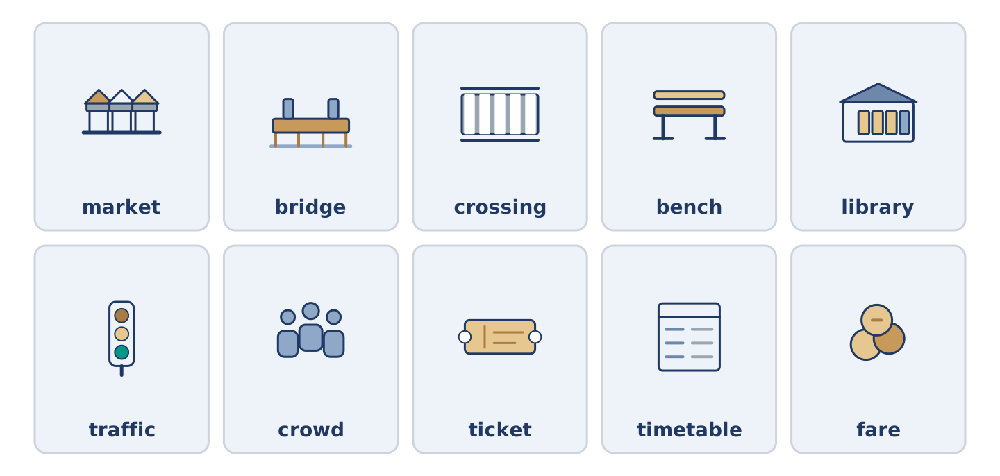 market
bridge
crossing
bench
library
traffic
crowd
ticket
timetable
fare